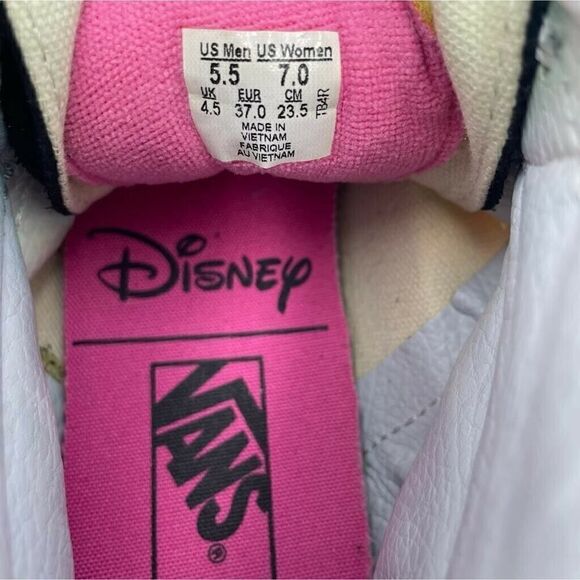 US Men US Women
5.5 7.0
UK EUR CM
4.5 37.0 23.5
TB4R
MADE IN
VIETNAM
FABRIQUE
AU VIETNAM
Disney
VANS
®